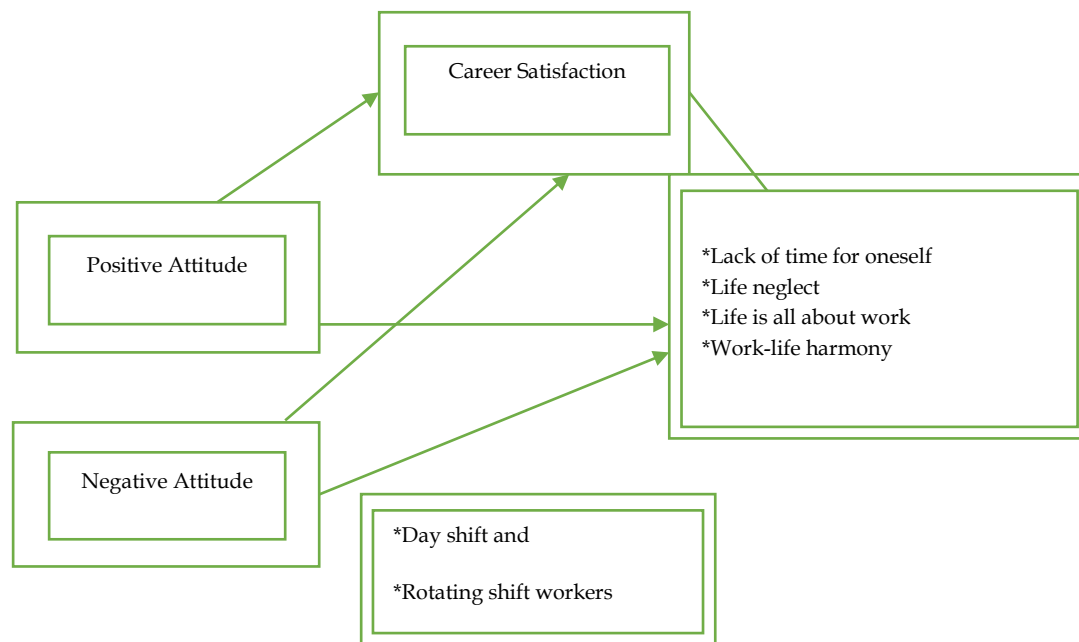 Career Satisfaction
Positive Attitude
*Lack of time for oneself
*Life neglect
*Life is all about work
*Work-life harmony
Negative Attitude
*Day shift and
*Rotating shift workers